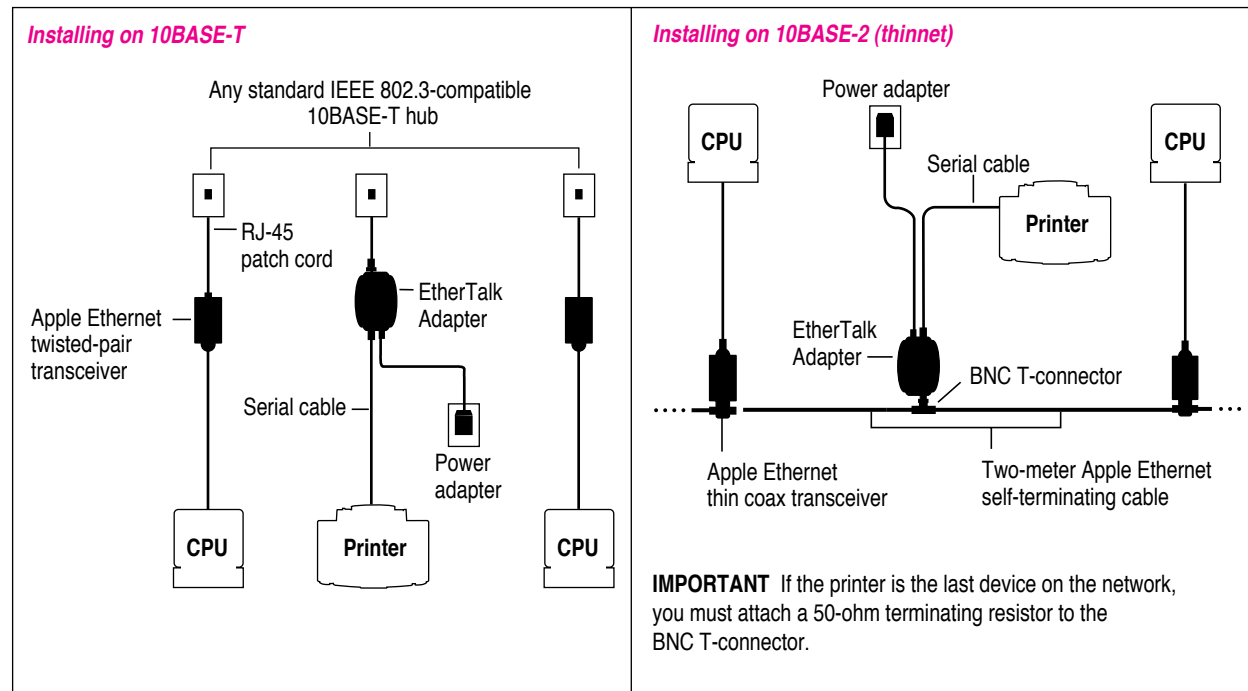 Installing on 10BASE-T
Any standard IEEE 802.3-compatible
10BASE-T hub
RJ-45
patch cord
EtherTalk
Adapter
Apple Ethernet
twisted-pair
transceiver
Serial cable
Power
adapter
CPU
Printer
CPU
Installing on 10BASE-2 (thinnet)
Power adapter
CPU
CPU
Serial cable
Printer
EtherTalk
Adapter
BNC T-connector
Apple Ethernet
thin coax transceiver
Two-meter Apple Ethernet
self-terminating cable
IMPORTANT If the printer is the last device on the network,
you must attach a 50-ohm terminating resistor to the
BNC T-connector.